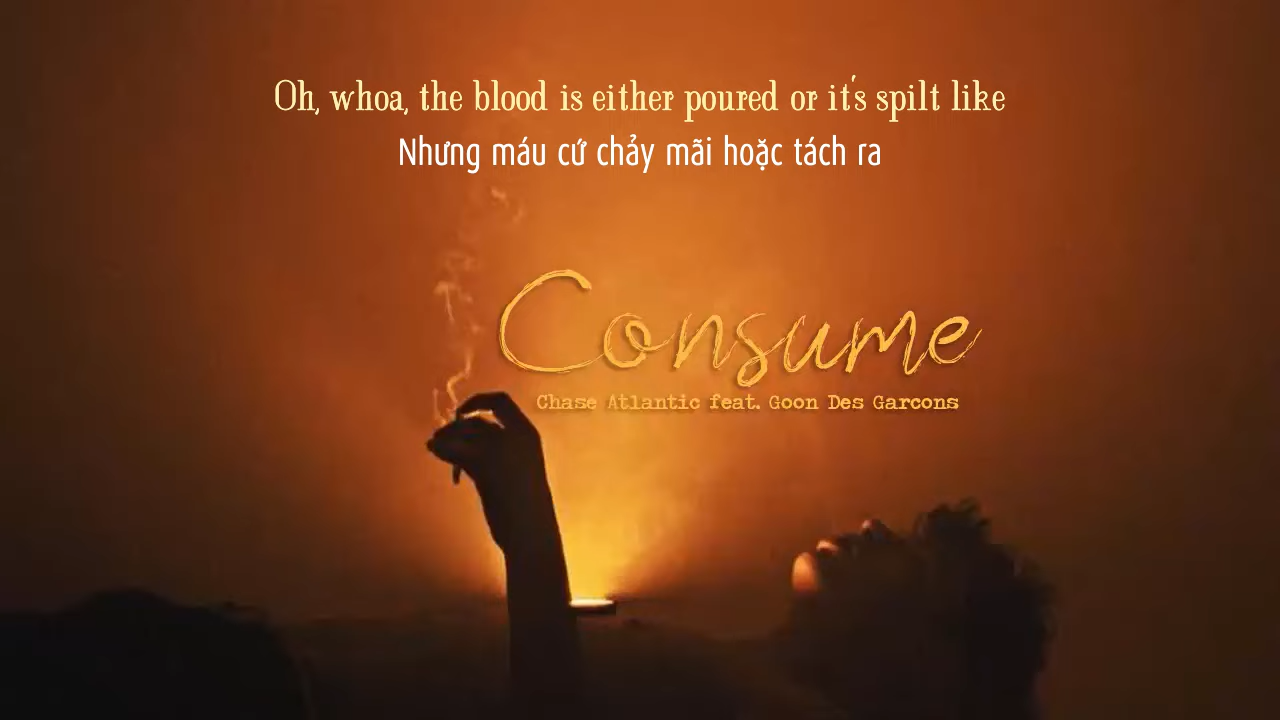 Oh, whoa, the blood is either poured or it's spilt like
Nhưng máu cứ chảy mãi hoặc tách ra
Consume
Chase Atlantic feat. Goon Des Garcons